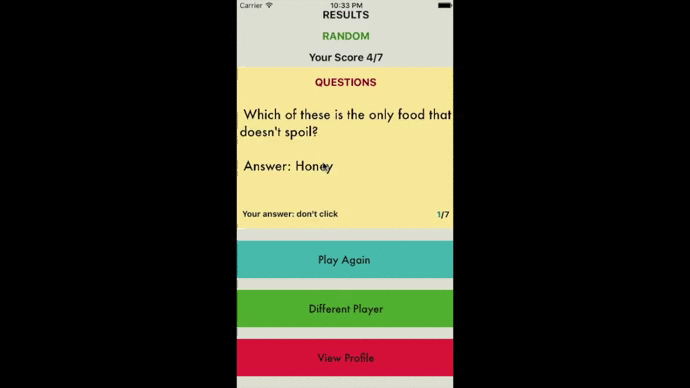 Carrier 10:33 PM
RESULTS
RANDOM
Your Score 4/7
QUESTIONS
Which of these is the only food that
doesn't spoil?
Answer: Honey
Your answer: don't click 1/7
Play Again
Different Player
View Profile